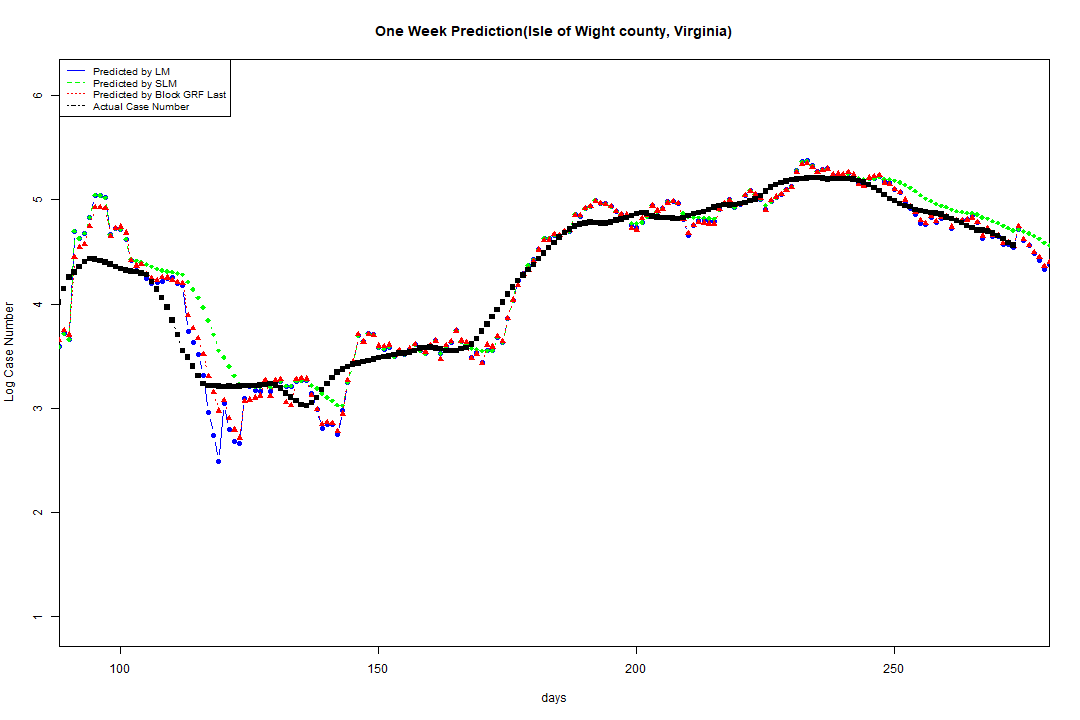 One Week Prediction(Isle of Wight county, Virginia)
Predicted by LM
Predicted by SLM
Predicted by Block GRF Last
Actual Case Number
Log Case Number
6
5
4
3
2
1
100
150
200
250
days